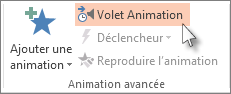 Ajouter une
animation
Volet Animation
Déclencheur
Reproduire l'animation
Animation avancée